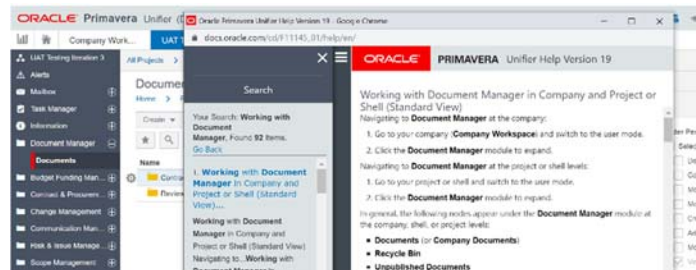 ORACLE Primavera Unifier
Oracle Primavera Unifier Help Version 19 - Google Chrome
Company Work...
UAT
docs.oracle.com/cd/F11145_01/help/en/
UAT Testing Iteration 3
All Projects >
Alerts
Mailbox
Task Manager
Information
Document Manager
Documents
Budget Funding Man...
Contract & Procurem...
Change Management
Communication Man...
Risk & Issue Manage...
Scope Management
Home >
Create
Name
Contra
Review
Search
Your Search: Working with
Document
Manager, Found 92 items.
Go Back
1. Working with Document
Manager in Company and
Project or Shell (Standard
View)...
Working with Document
Manager in Company and
Project or Shell (Standard View)
Navigating to...Working with
Document Manager in
ORACLE PRIMAVERA Unifier Help Version 19
Working with Document Manager in Company and Project or
Shell (Standard View)
Navigating to Document Manager at the company:
1. Go to your company (Company Workspace) and switch to the user mode.
2. Click the Document Manager module to expand.
Navigating to Document Manager at the project or shell levels:
1. Go to your project or shell and switch to the user mode.
2. Click the Document Manager module to expand.
In general, the following nodes appear under the Document Manager module at
the company, shell, or project levels:
Documents (or Company Documents)
Recycle Bin
Unpublished Documents